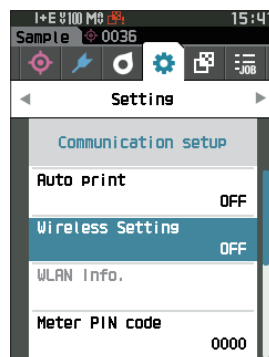 I+E 100 M0 15:4
Sample 0036
-JOB
Setting
Communication setup
Auto print
OFF
Wireless Setting
OFF
WLAN Info.
Meter PIN code
0000